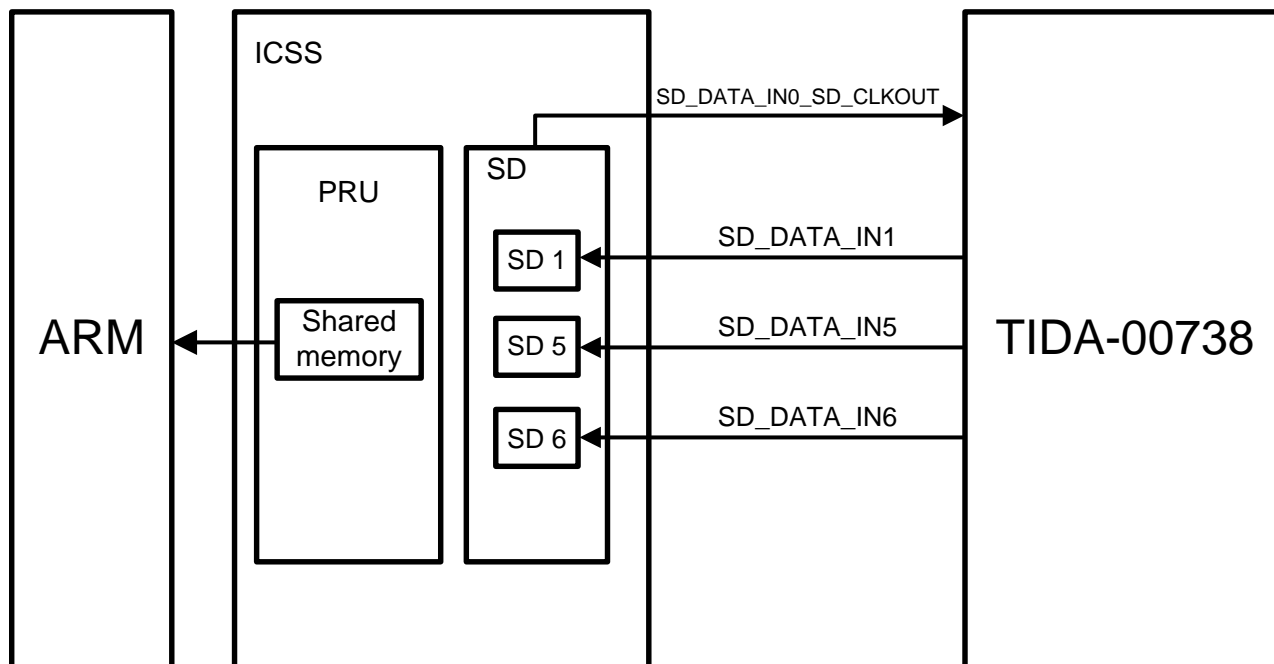 ICSS
SD_DATA_IN0_SD_CLKOUT
SD
PRU
SD_DATA_IN1
SD 1
Shared
memory
ARM
SD_DATA_IN5
SD 5
TIDA-00738
SD_DATA_IN6
SD 6